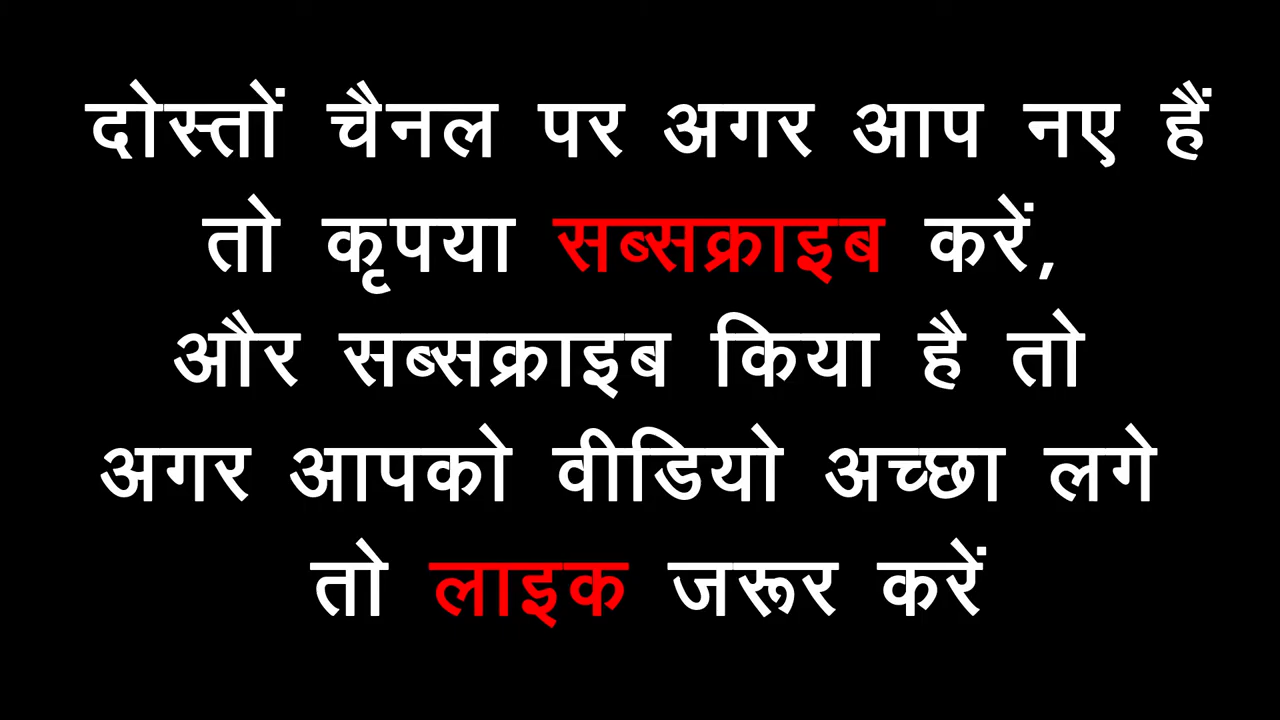 दोस्तों चैनल पर अगर आप नए हैं
तो कृपया सब्सक्राइब करें,
और सब्सक्राइब किया है तो
अगर आपको वीडियो अच्छा लगे
तो लाइक जरूर करें